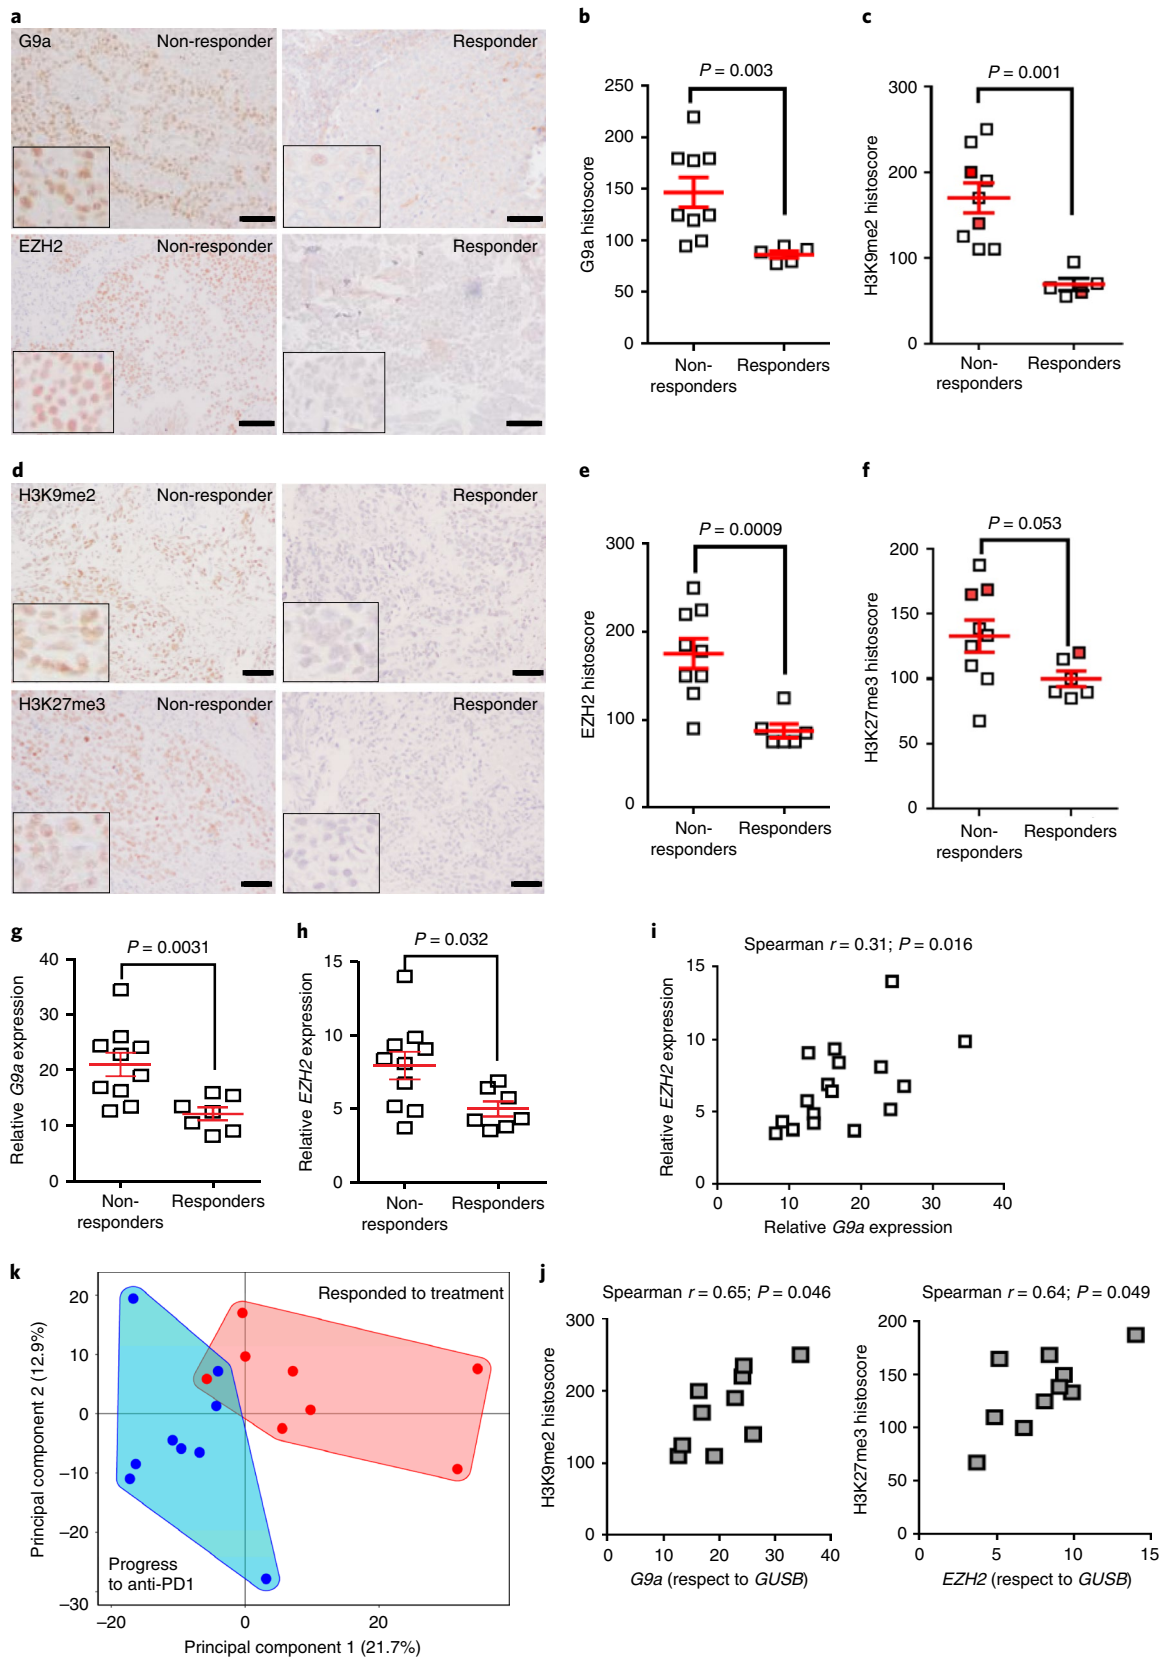 a
G9a Non-responder Responder
EZH2 Non-responder Responder
b
P = 0.003
G9a histoscore
250
200
150
100
50
0
Non-
responders
Responders
c
P = 0.001
H3K9me2 histoscore
300
200
100
0
Non-
responders
Responders
d
H3K9me2 Non-responder Responder
H3K27me3 Non-responder Responder
e
P = 0.0009
EZH2 histoscore
300
200
100
0
Non-
responders
Responders
f
P = 0.053
H3K27me3 histoscore
200
150
100
50
0
Non-
responders
Responders
g
P = 0.0031
Relative G9a expression
40
30
20
10
0
Non-
responders
Responders
h
P = 0.032
Relative EZH2 expression
15
10
5
0
Non-
responders
Responders
i
Spearman r = 0.31; P = 0.016
Relative EZH2 expression
15
10
5
0
0 10 20 30 40
Relative G9a expression
k
Responded to treatment
Principal component 2 (12.9%)
20
10
0
–10
–20
–30
Progress
to anti-PD1
–20 0 20
Principal component 1 (21.7%)
j
Spearman r = 0.65; P = 0.046
H3K9me2 histoscore
300
200
100
0
0 10 20 30 40
G9a (respect to GUSB)
Spearman r = 0.64; P = 0.049
H3K27me3 histoscore
200
150
100
50
0
0 5 10 15
EZH2 (respect to GUSB)